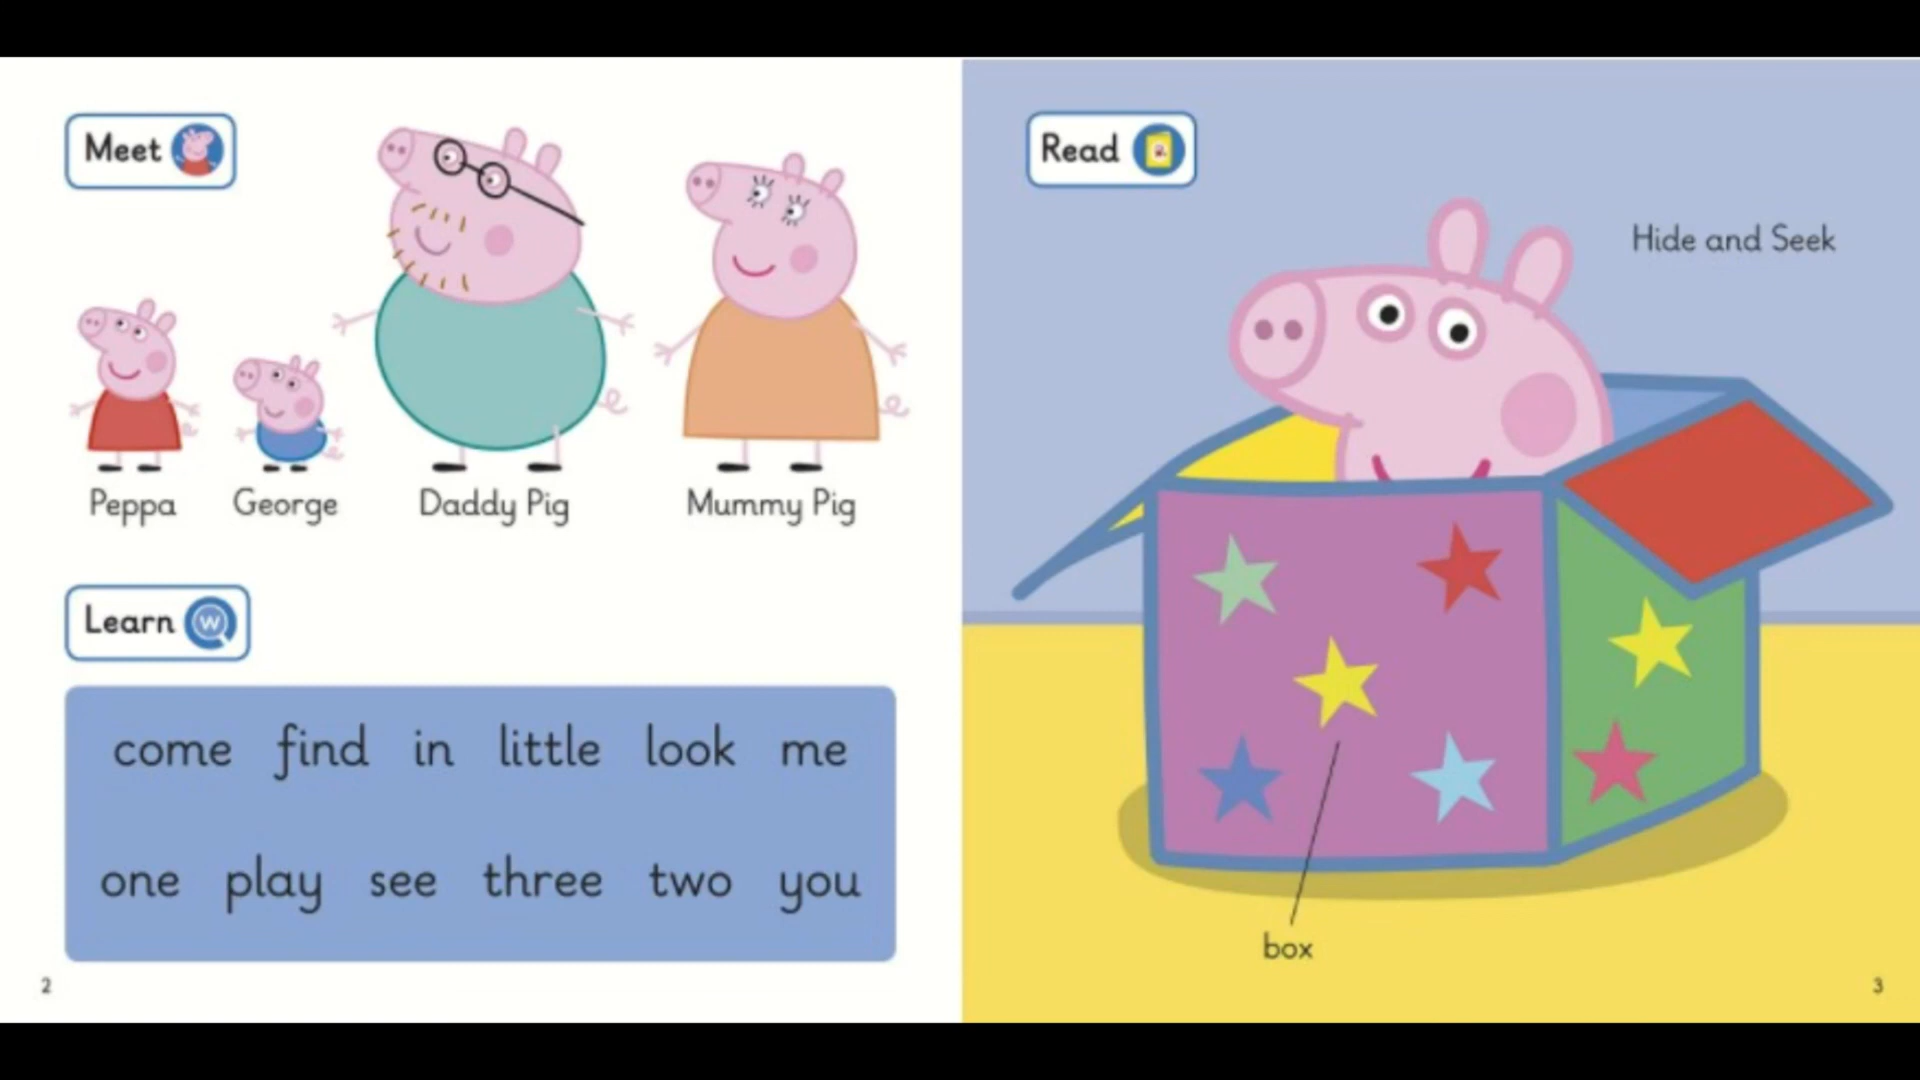 Meet
Peppa George Daddy Pig Mummy Pig
Learn W
come find in little look me
one play see three two you
2
Read
Hide and Seek
box
3